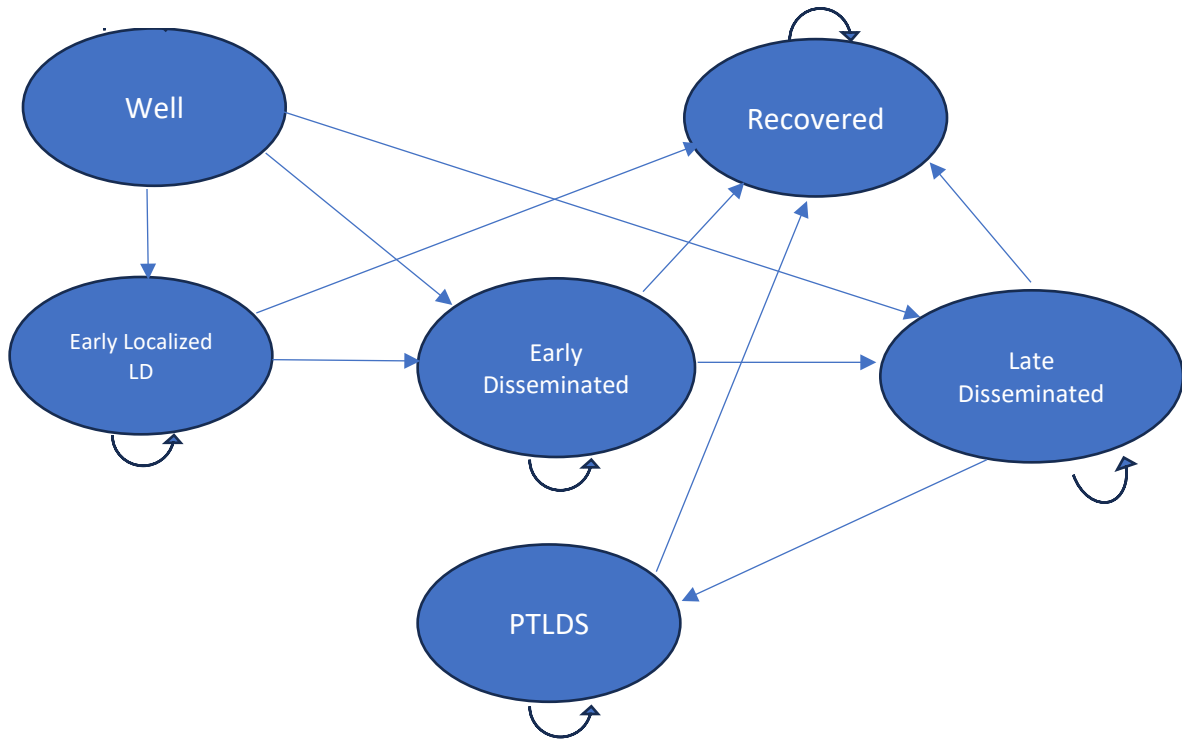 Well
Recovered
Early Localized
LD
Early
Disseminated
Late
Disseminated
PTLDS